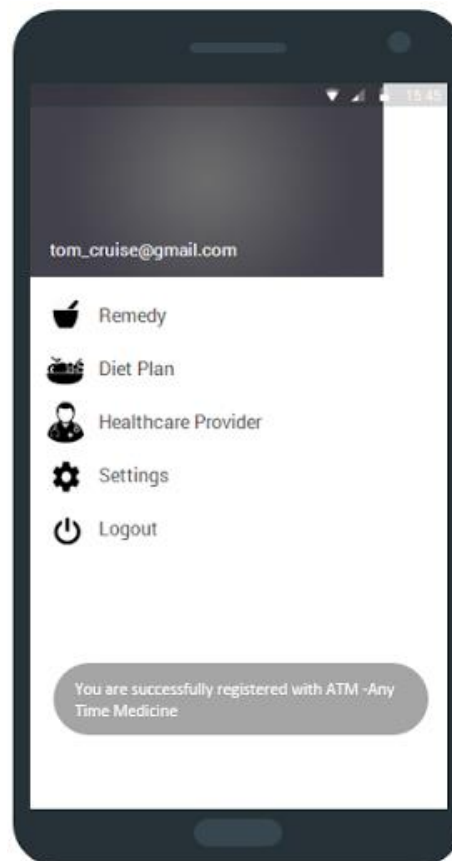 15:45
tom_cruise@gmail.com
Remedy
Diet Plan
Healthcare Provider
Settings
Logout
You are successfully registered with ATM -Any
Time Medicine